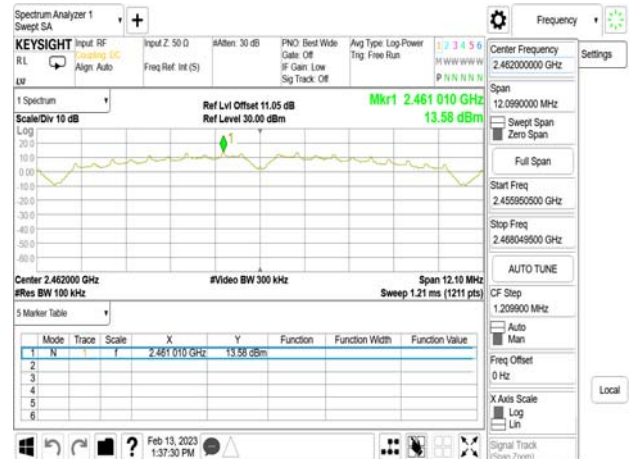 Spectrum Analyzer 1
Swept SA
+
Frequency
KEYSIGHT
Input: RF
Input Z: 50 Ω
#Atten: 30 dB
PNO: Best Wide
Avg Type: Log-Power
1 2 3 4 5 6
RL
Coupling: DC
Gate: Off
Trig: Free Run
M W W W W W
Align: Auto
Freq Ref: Int (S)
IF Gain: Low
P N N N N N
Sig Track: Off
Center Frequency
2.462000000 GHz
Settings
Span
12.0990000 MHz
Swept Span
Zero Span
Full Span
Start Freq
2.455950500 GHz
Stop Freq
2.468049500 GHz
AUTO TUNE
CF Step
1.209900 MHz
Auto
Man
Freq Offset
0 Hz
X Axis Scale
Log
Lin
Signal Track
(Span Zoom)
Local
1 Spectrum
Ref Lvl Offset 11.05 dB
Mkr1 2.461 010 GHz
Scale/Div 10 dB
Ref Level 30.00 dBm
13.58 dBm
Log
20.0
10.0
0.00
-10.0
-20.0
-30.0
-40.0
-50.0
-60.0
1
Center 2.462000 GHz
#Video BW 300 kHz
Span 12.10 MHz
#Res BW 100 kHz
Sweep 1.21 ms (1211 pts)
5 Marker Table
Mode Trace Scale X Y Function Function Width Function Value
1 N 1 f 2.461 010 GHz 13.58 dBm
2
3
4
5
6
?
Feb 13, 2023
1:37:30 PM